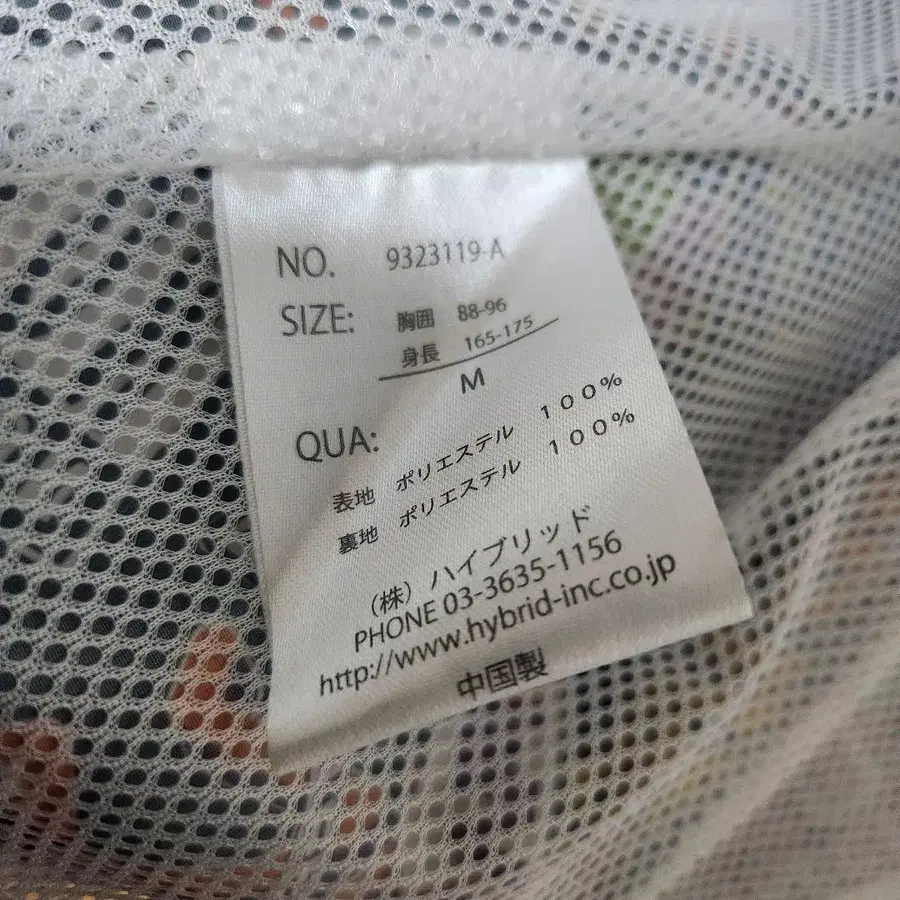 NO. 9323119-A
SIZE: 胸囲 88-96
身長 165-175
M
QUA:
表地 ポリエステル 100%
裏地 ポリエステル 100%
(株)ハイブリッド
PHONE 03-3635-1156
http://www.hybrid-inc.co.jp
中国製